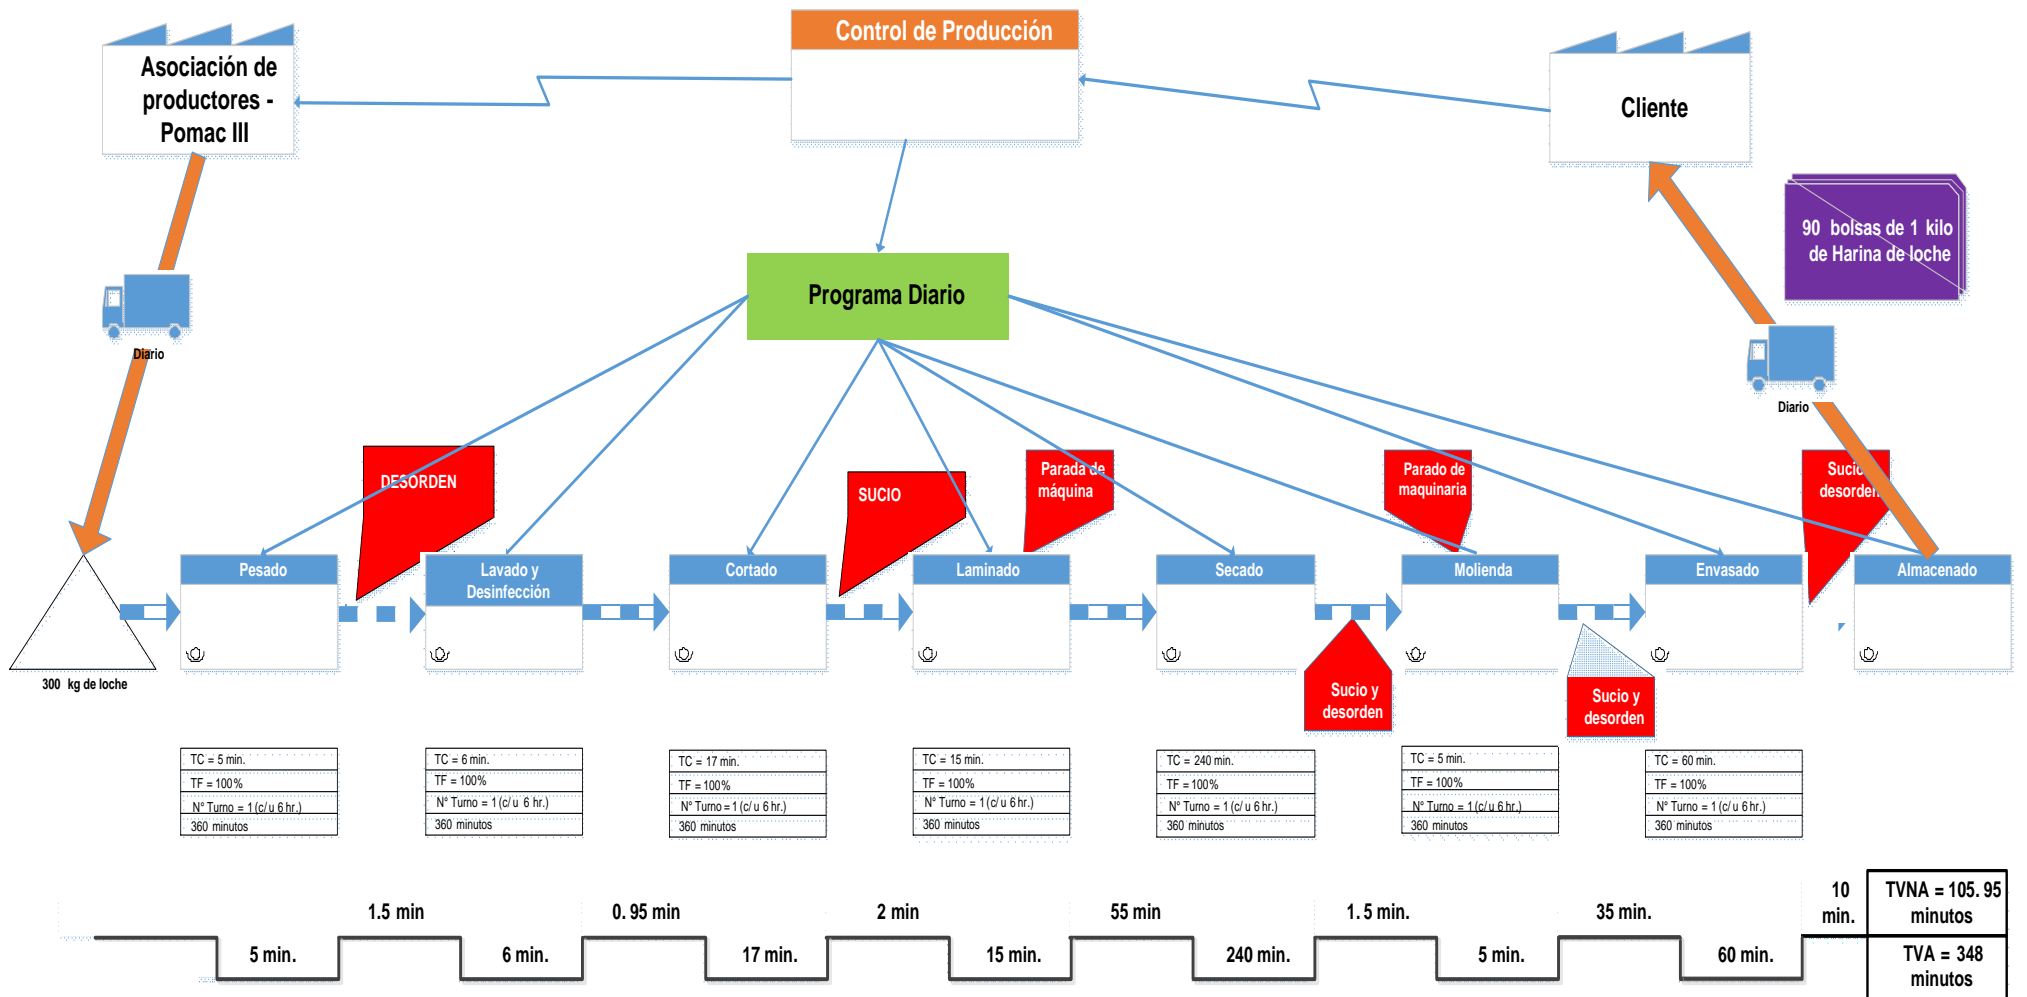 Control de Producción
Asociación de
productores -
Pomac III
Cliente
90 bolsas de 1 kilo
de Harina de loche
Programa Diario
Diario
Diario
DESORDEN
SUCIO
Parada de
máquina
Parado de
maquinaria
Sucio
desorden
Pesado
Lavado y
Desinfección
Cortado
Laminado
Secado
Molienda
Envasado
Almacenado
300 kg de loche
Sucio y
desorden
Sucio y
desorden
TC = 5 min.
TF = 100%
N° Turno = 1 (c/ u 6 hr.)
360 minutos
TC = 6 min.
TF = 100%
N° Turno = 1 (c/ u 6 hr.)
360 minutos
TC = 17 min.
TF = 100%
N° Turno = 1 (c/ u 6 hr.)
360 minutos
TC = 15 min.
TF = 100%
N° Turno = 1 (c/ u 6 hr.)
360 minutos
TC = 240 min.
TF = 100%
N° Turno = 1 (c/ u 6 hr.)
360 minutos
TC = 5 min.
TF = 100%
N° Turno = 1 (c/ u 6 hr.)
360 minutos
TC = 60 min.
TF = 100%
N° Turno = 1 (c/ u 6 hr.)
360 minutos
1.5 min
0. 95 min
2 min
55 min
1. 5 min.
35 min.
10
min.
TVNA = 105. 95
minutos
5 min.
6 min.
17 min.
15 min.
240 min.
5 min.
60 min.
TVA = 348
minutos